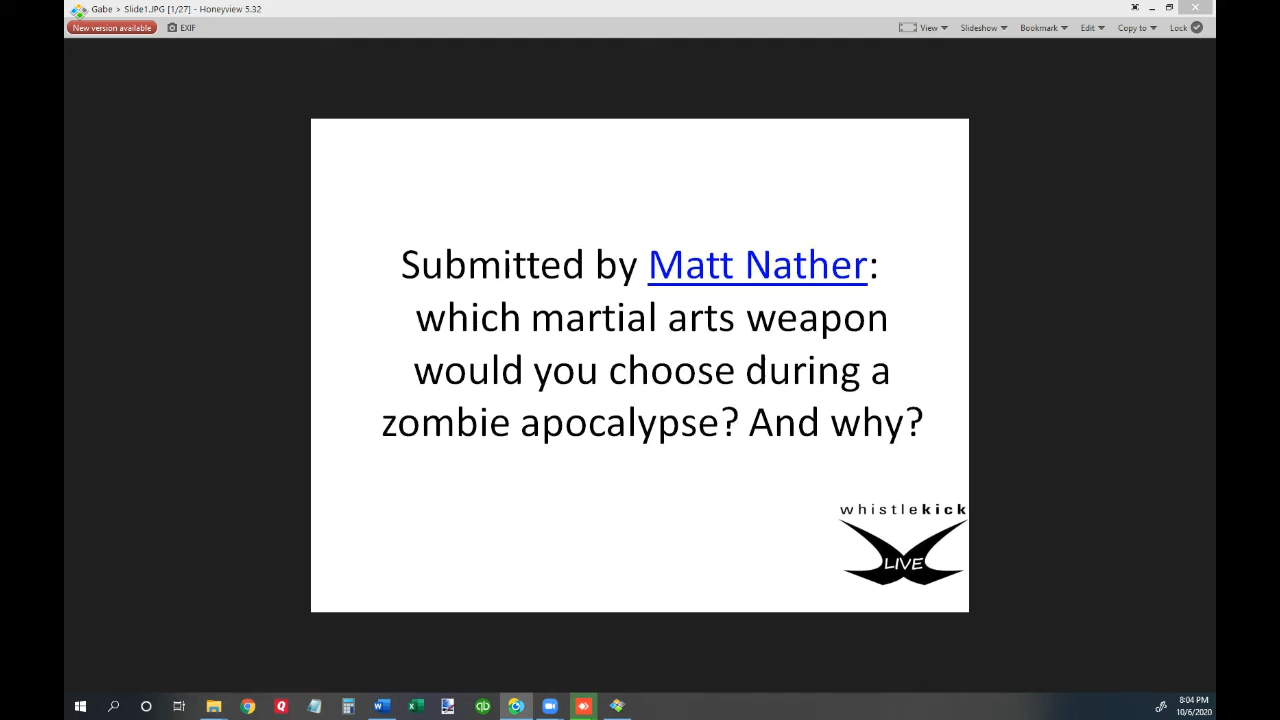 Gabe > Slide1.JPG [1/27] - Honeyview 5.32
New version available EXIF View Slideshow Bookmark Edit Copy to Lock
Submitted by Matt Nather:
which martial arts weapon
would you choose during a
zombie apocalypse? And why?
whistlekick
LIVE
8:04 PM
10/6/2020